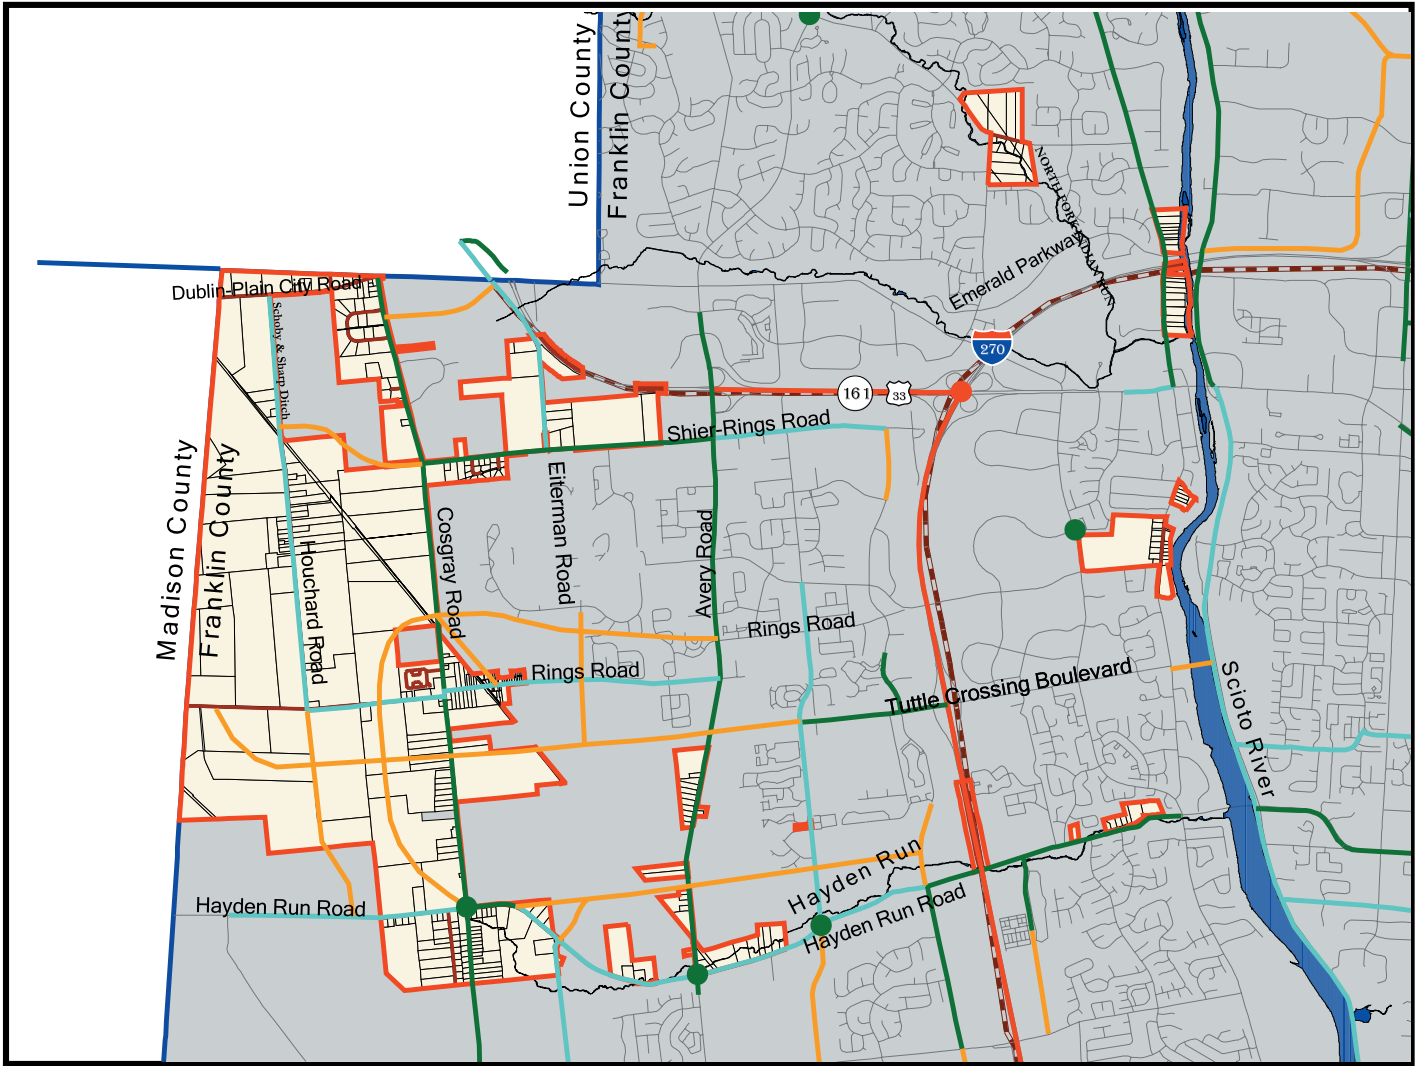 Union County
Franklin County
NORTH FORK INDIAN RUN
Emerald Parkway
Dublin-Plain City Road
Schoby & Sharp Ditch
270
161
33
Shier-Rings Road
Madison County
Franklin County
Houchard Road
Cosgray Road
Eiterman Road
Avery Road
Rings Road
Rings Road
Tuttle Crossing Boulevard
Scioto River
Hayden Run
Hayden Run Road
Hayden Run Road